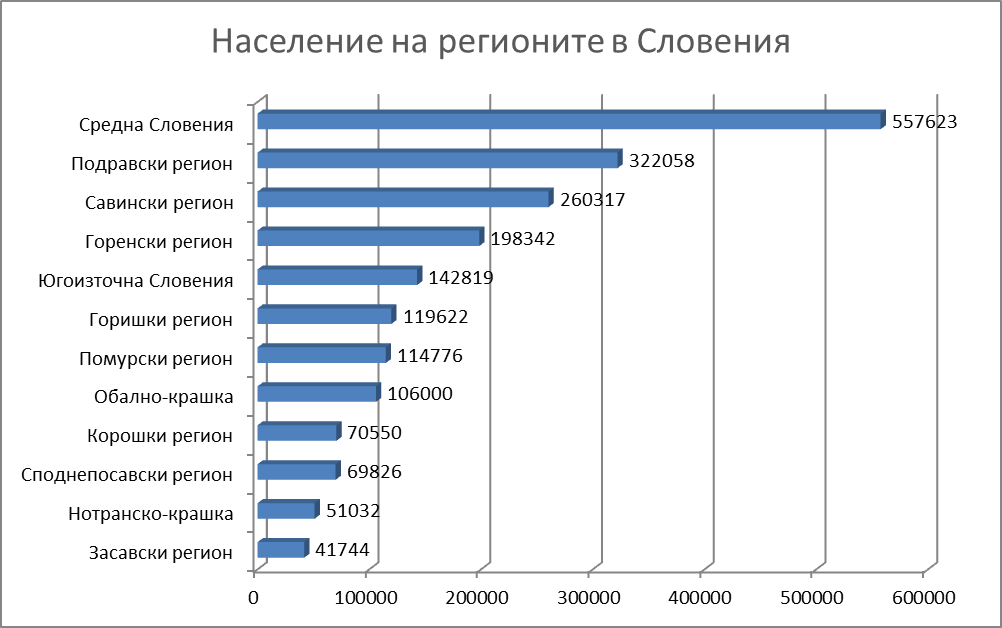 Население на регионите в Словения
Средна Словения 557623
Подравски регион 322058
Савински регион 260317
Горенски регион 198342
Югоизточна Словения 142819
Горишки регион 119622
Помурски регион 114776
Обално-крашка 106000
Корошки регион 70550
Споднепосавски регион 69826
Нотранско-крашка 51032
Засавски регион 41744
0 100000 200000 300000 400000 500000 600000